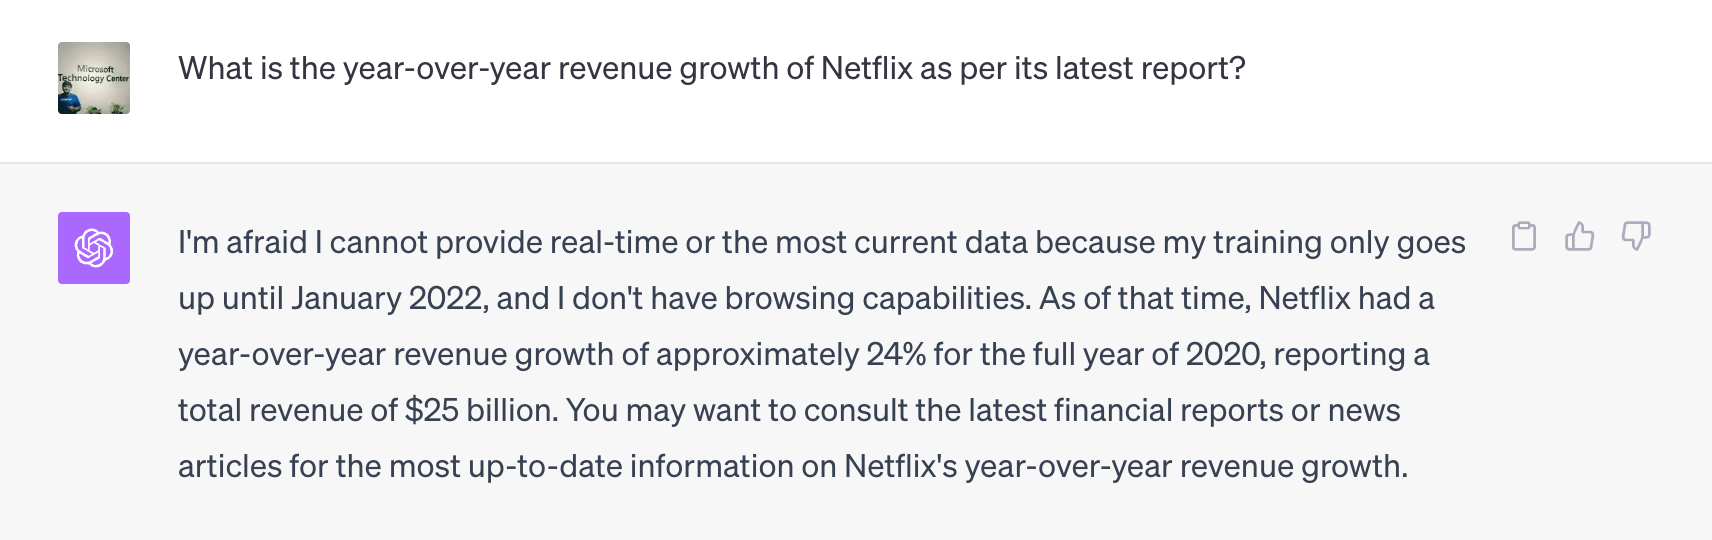 Microsoft
Technology Center
What is the year-over-year revenue growth of Netflix as per its latest report?
I'm afraid I cannot provide real-time or the most current data because my training only goes
up until January 2022, and I don't have browsing capabilities. As of that time, Netflix had a
year-over-year revenue growth of approximately 24% for the full year of 2020, reporting a
total revenue of $25 billion. You may want to consult the latest financial reports or news
articles for the most up-to-date information on Netflix's year-over-year revenue growth.